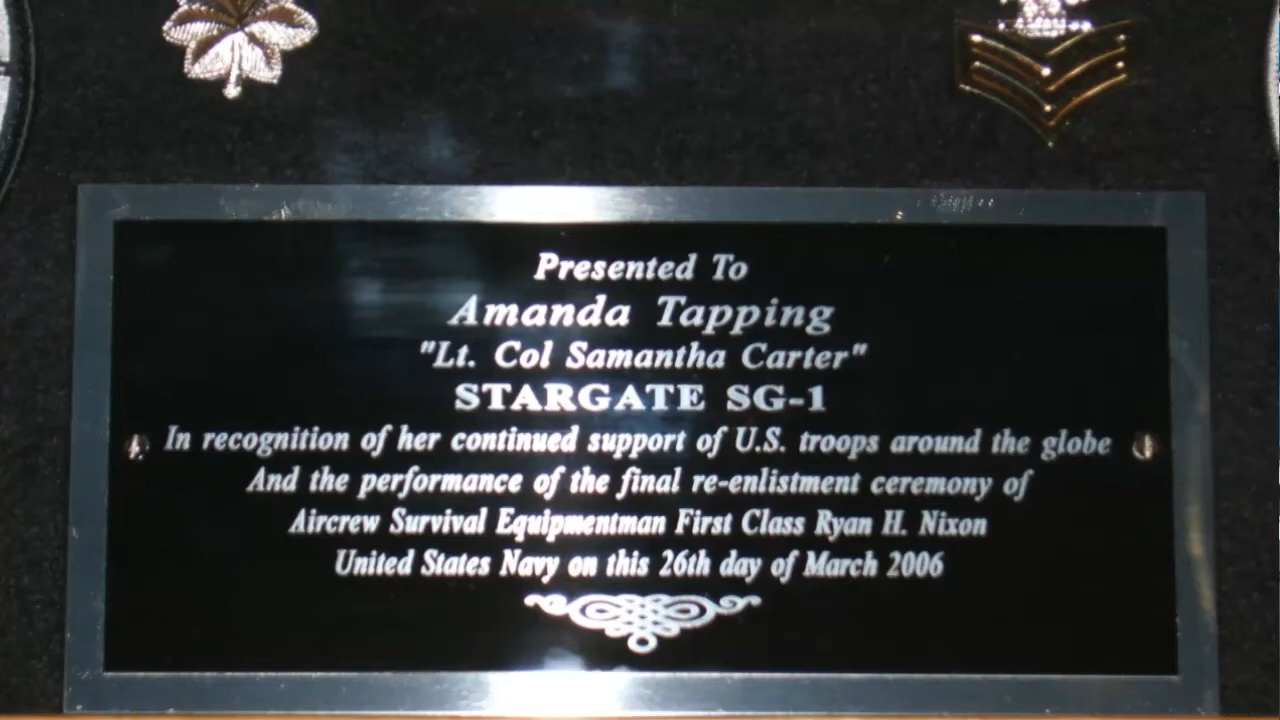 Presented To
Amanda Tapping
"Lt. Col Samantha Carter"
STARGATE SG-1
In recognition of her continued support of U.S. troops around the globe
And the performance of the final re-enlistment ceremony of
Aircrew Survival Equipmentman First Class Ryan H. Nixon
United States Navy on this 26th day of March 2006